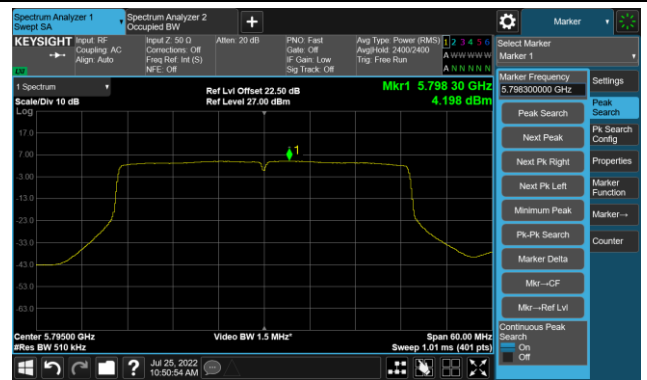 Spectrum Analyzer 1
Swept SA
Spectrum Analyzer 2
Occupied BW
+
Marker
KEYSIGHT
Input: RF
Coupling: AC
Align: Auto
Input Z: 50 Ω
Corrections: Off
Freq Ref: Int (S)
NFE: Off
Atten: 20 dB
PNO: Fast
Gate: Off
IF Gain: Low
Sig Track: Off
Avg Type: Power (RMS)
Avg|Hold: 2400/2400
Trig: Free Run
1 2 3 4 5 6
A W W W W W
A N N N N N
Select Marker
Marker 1
1 Spectrum
Scale/Div 10 dB
Ref Lvl Offset 22.50 dB
Ref Level 27.00 dBm
Mkr1 5.798 30 GHz
4.198 dBm
Log
17.0
7.00
-3.00
-13.0
-23.0
-33.0
-43.0
-53.0
-63.0
1
Center 5.79500 GHz
#Res BW 510 kHz
Video BW 1.5 MHz*
Span 60.00 MHz
Sweep 1.01 ms (401 pts)
Marker Frequency
5.798300000 GHz
Peak Search
Next Peak
Next Pk Right
Next Pk Left
Minimum Peak
Pk-Pk Search
Marker Delta
Mkr→CF
Mkr→Ref Lvl
Continuous Peak
Search
On
Off
Settings
Peak
Search
Pk Search
Config
Properties
Marker
Function
Marker→
Counter
?
Jul 25, 2022
10:50:54 AM